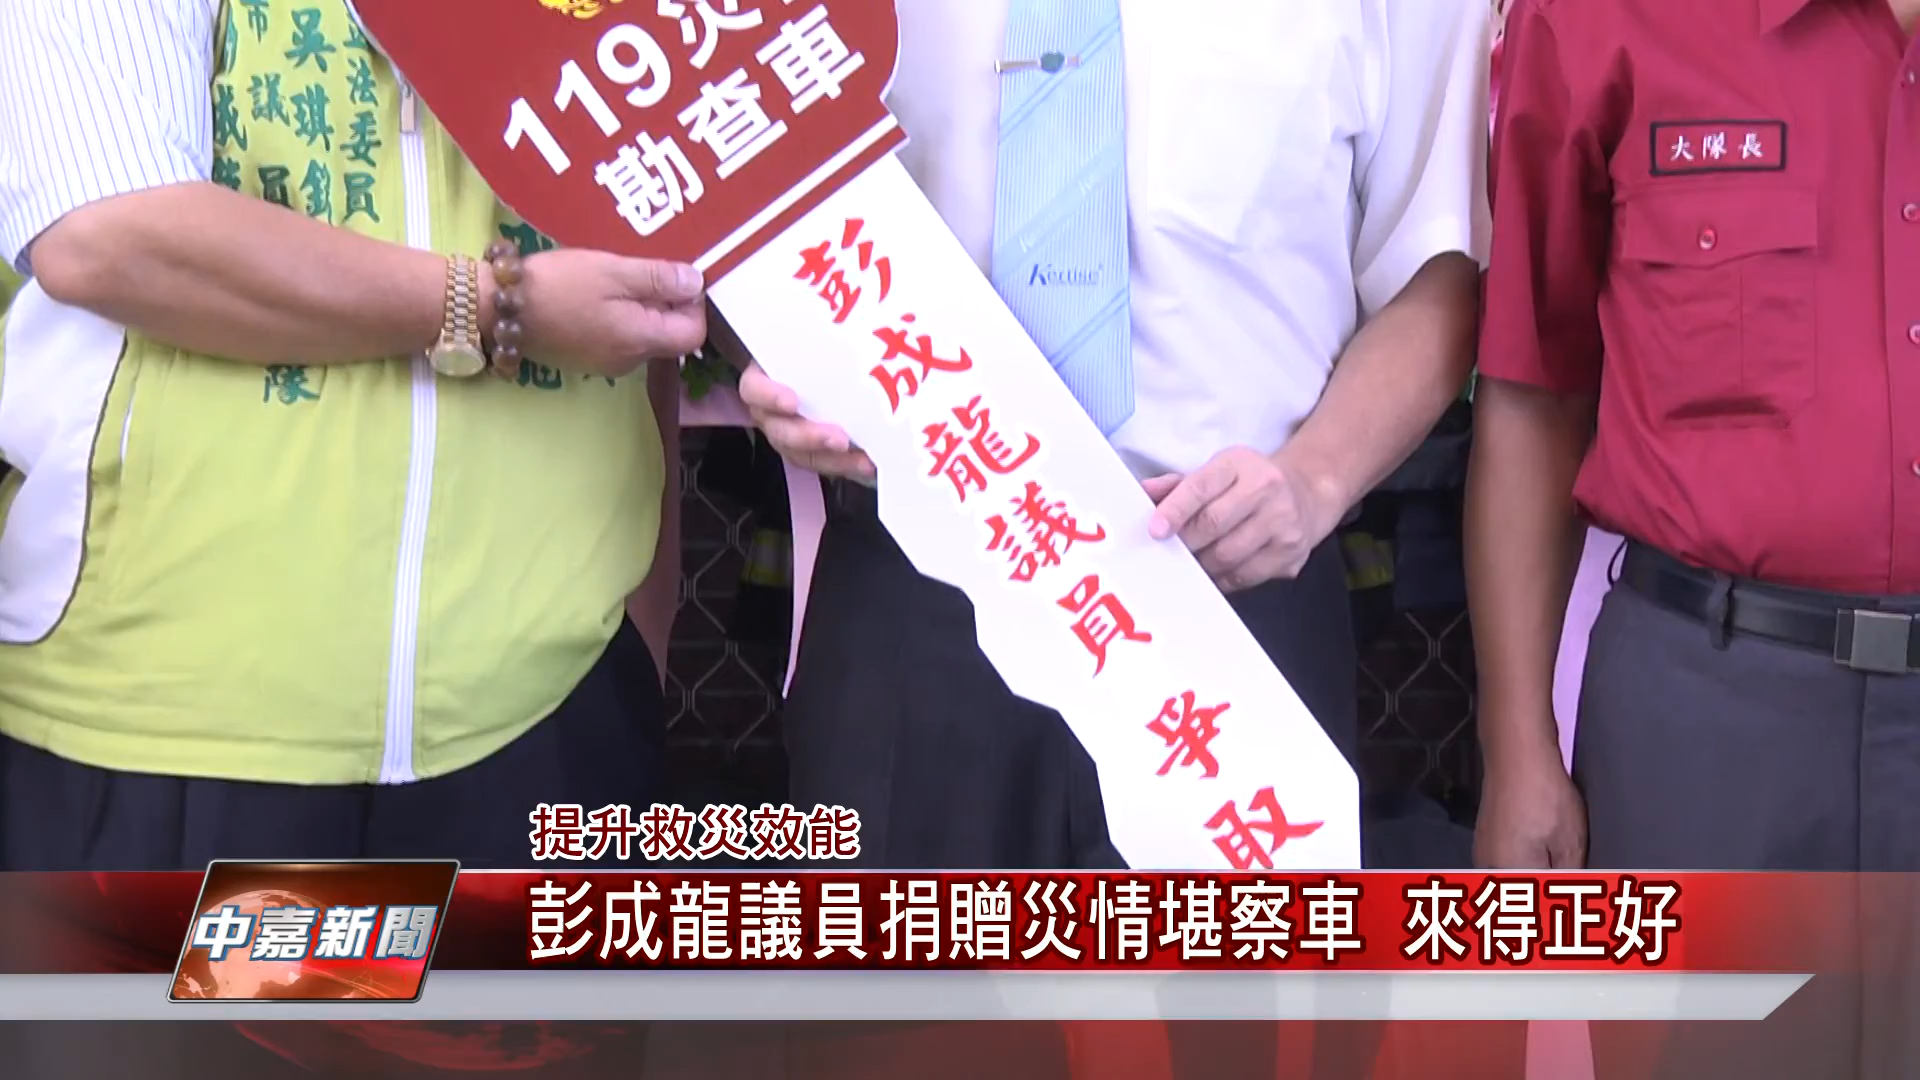 119災
勘查車
彭成龍議員 爭取
立法委員
吳琪銘
市議員
隊
大隊長
提升救災效能
彭成龍議員捐贈災情堪察車 來得正好
中嘉新聞